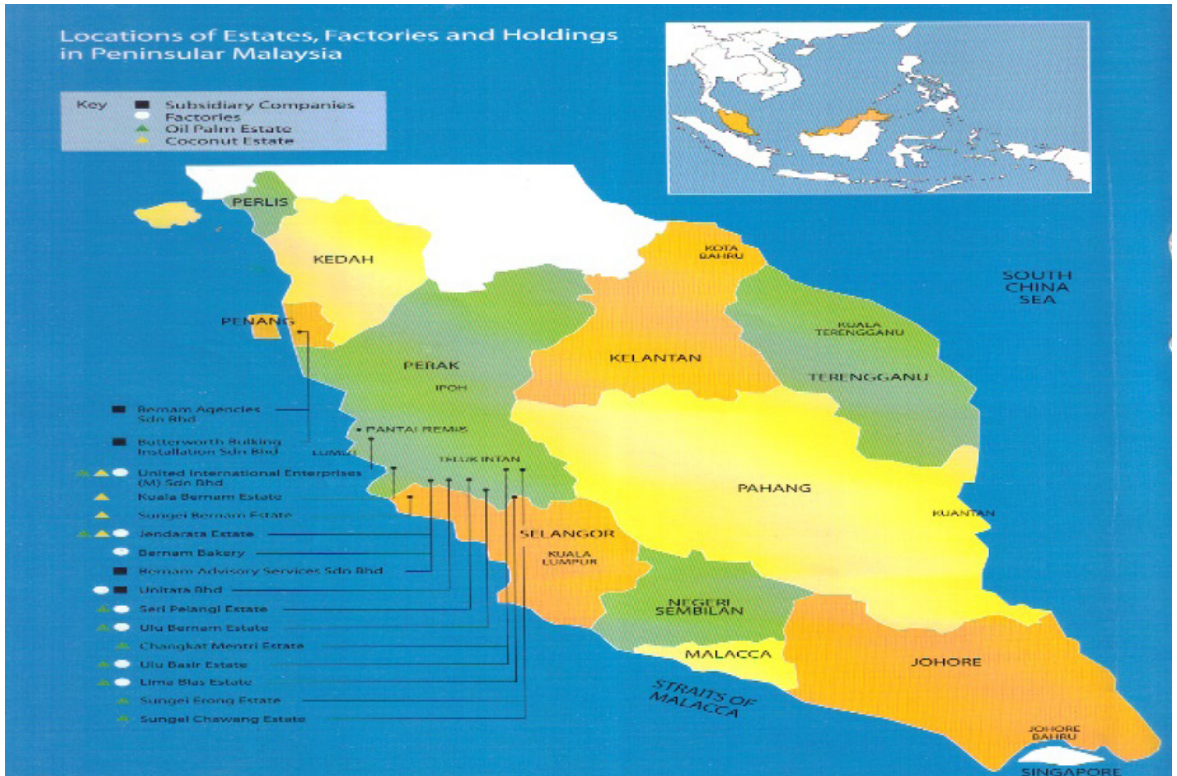 Locations of Estates, Factories and Holdings
in Peninsular Malaysia
Key
Subsidiary Companies
Factories
Oil Palm Estate
Coconut Estate
PERLIS
KEDAH
KOTA
BAHRU
SOUTH
CHINA
SEA
PENANG
KUALA
TERENGGANU
PERAK
KELANTAN
TERENGGANU
IPOH
Bernam Agencies
Sdn Bhd
PANTAI REMIS
Butterworth Bulking
Installation Sdn Bhd
LUMUT
TELUK INTAN
United International Enterprises
(M) Sdn Bhd
PAHANG
Kuala Bernam Estate
Sungei Bernam Estate
KUANTAN
Jendarata Estate
SELANGOR
Bernam Bakery
KUALA
LUMPUR
Bernam Advisory Services Sdn Bhd
Unitata Bhd
Seri Pelangi Estate
NEGERI
SEMBILAN
Ulu Bernam Estate
Changkat Mentri Estate
MALACCA
Ulu Basir Estate
JOHORE
Lima Blas Estate
STRAITS OF
MALACCA
Sungei Erong Estate
Sungei Chawang Estate
JOHORE
BAHRU
SINGAPORE